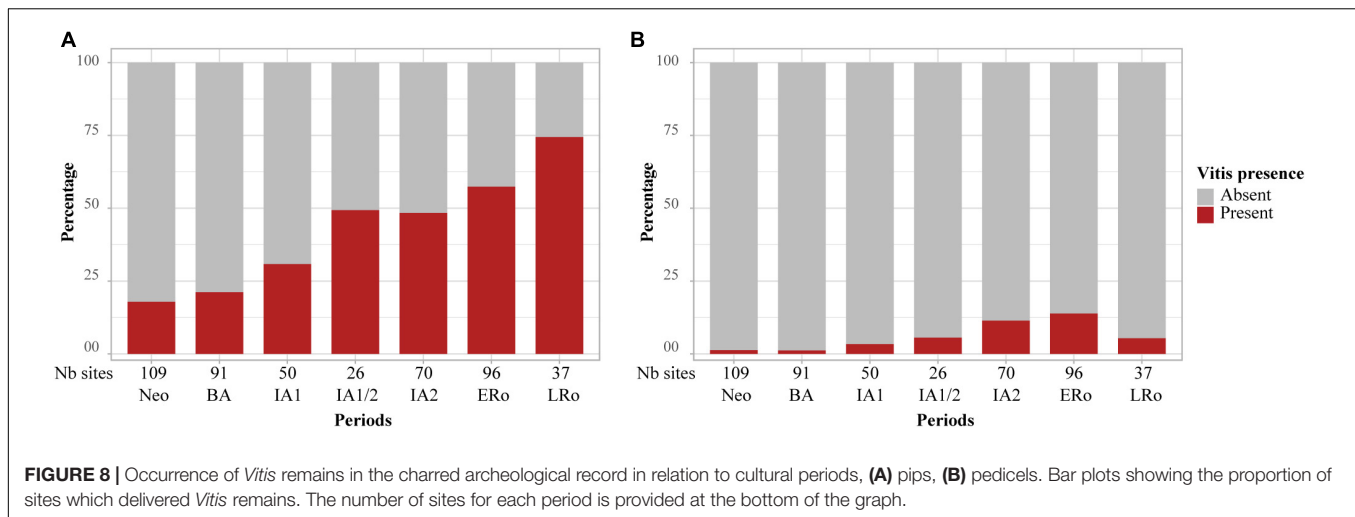 A
B
100
75
50
25
00
Percentage
Nb sites 109 91 50 26 70 96 37
Neo BA IA1 IA1/2 IA2 ERo LRo
Periods
100
75
50
25
00
Percentage
Nb sites 109 91 50 26 70 96 37
Neo BA IA1 IA1/2 IA2 ERo LRo
Periods
Vitis presence
Absent
Present
FIGURE 8 | Occurrence of Vitis remains in the charred archeological record in relation to cultural periods, (A) pips, (B) pedicels. Bar plots showing the proportion of
sites which delivered Vitis remains. The number of sites for each period is provided at the bottom of the graph.